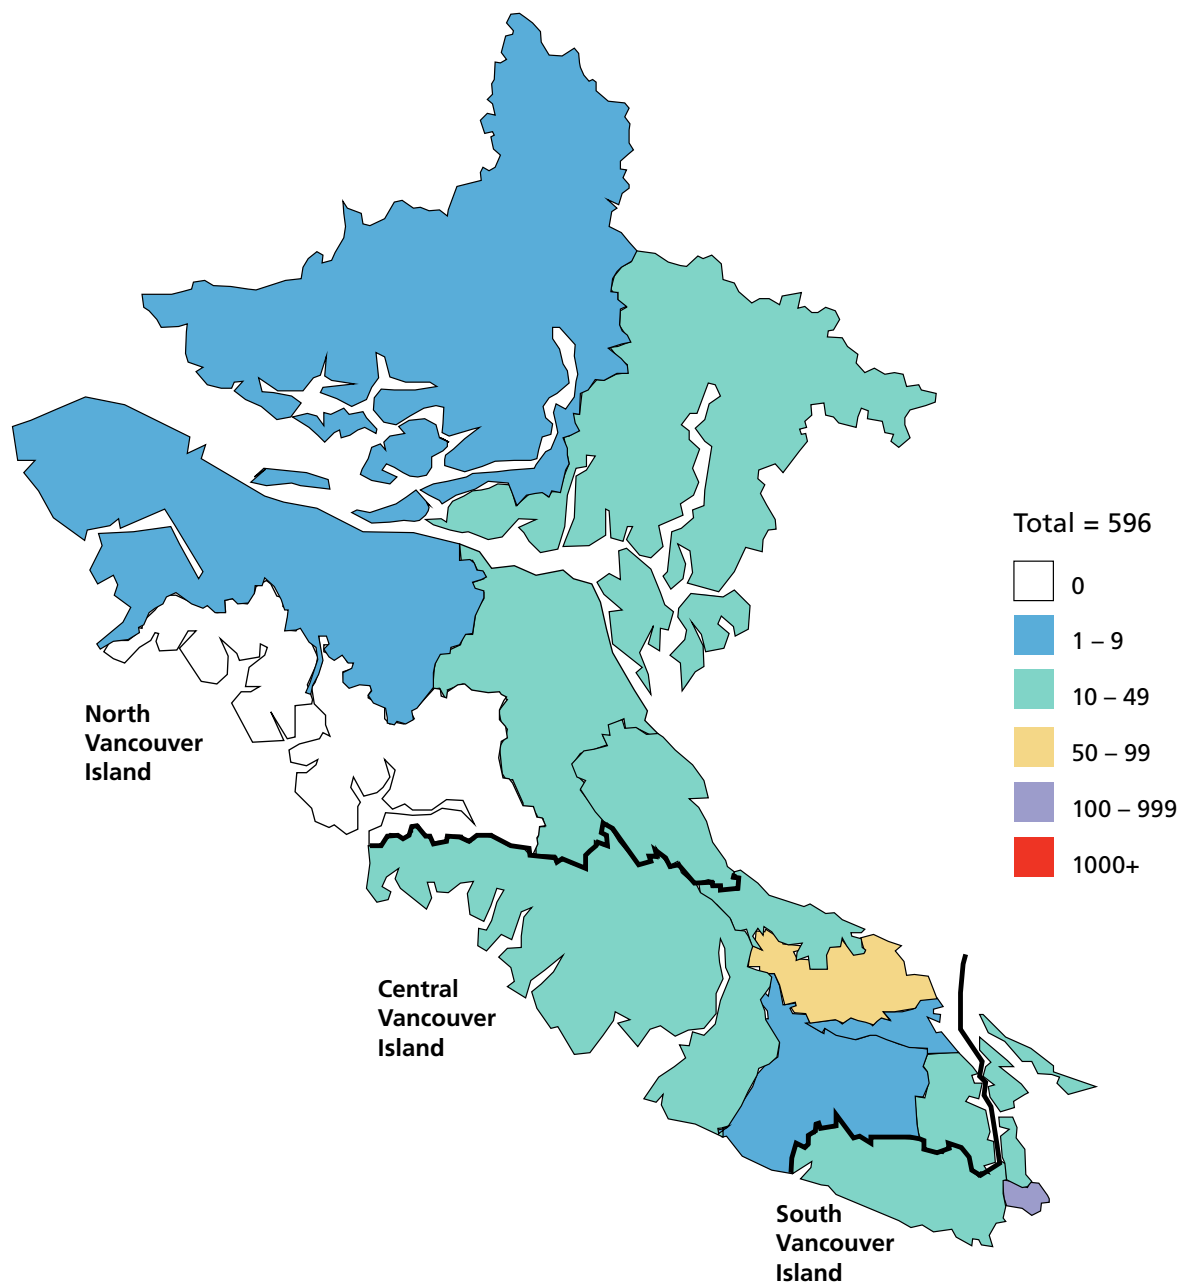 Total = 596
0
1 – 9
10 – 49
50 – 99
100 – 999
1000+
North
Vancouver
Island
Central
Vancouver
Island
South
Vancouver
Island